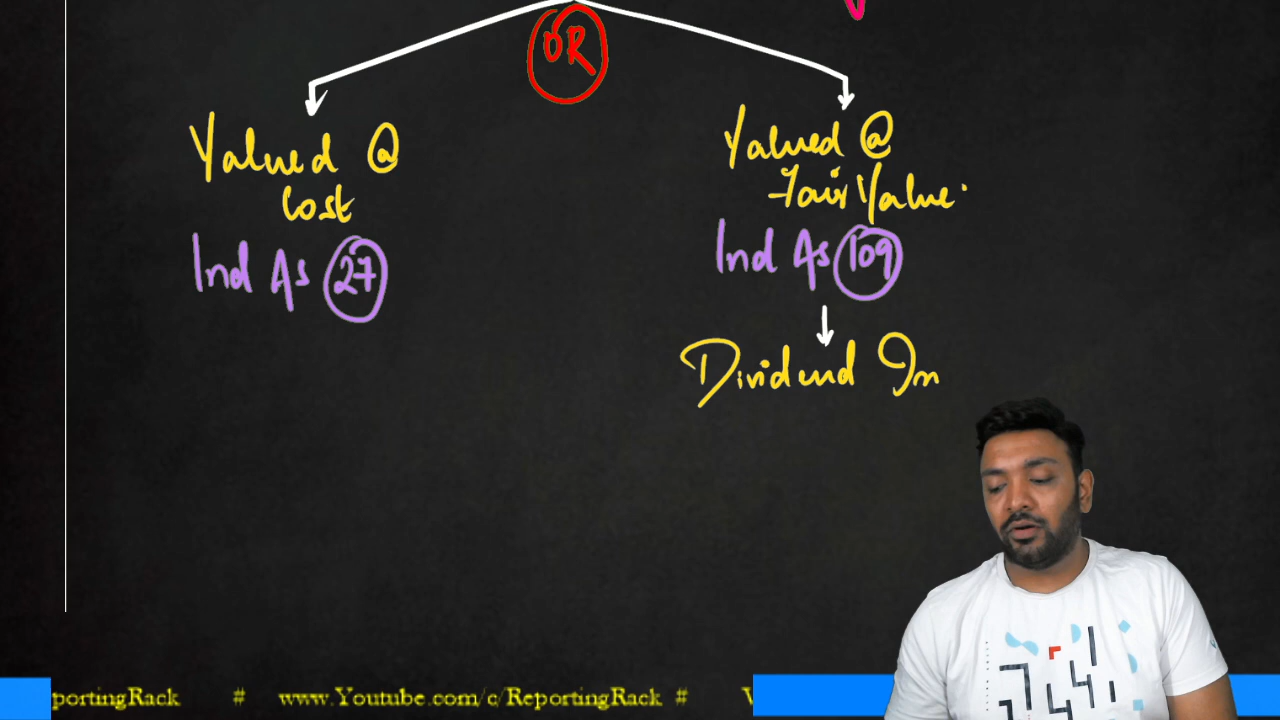 OR
Valued @
Cost
Ind As 27
Valued @
Fair Value
Ind As 109
Dividend In
portingRack # www.Youtube.com/c/ReportingRack #